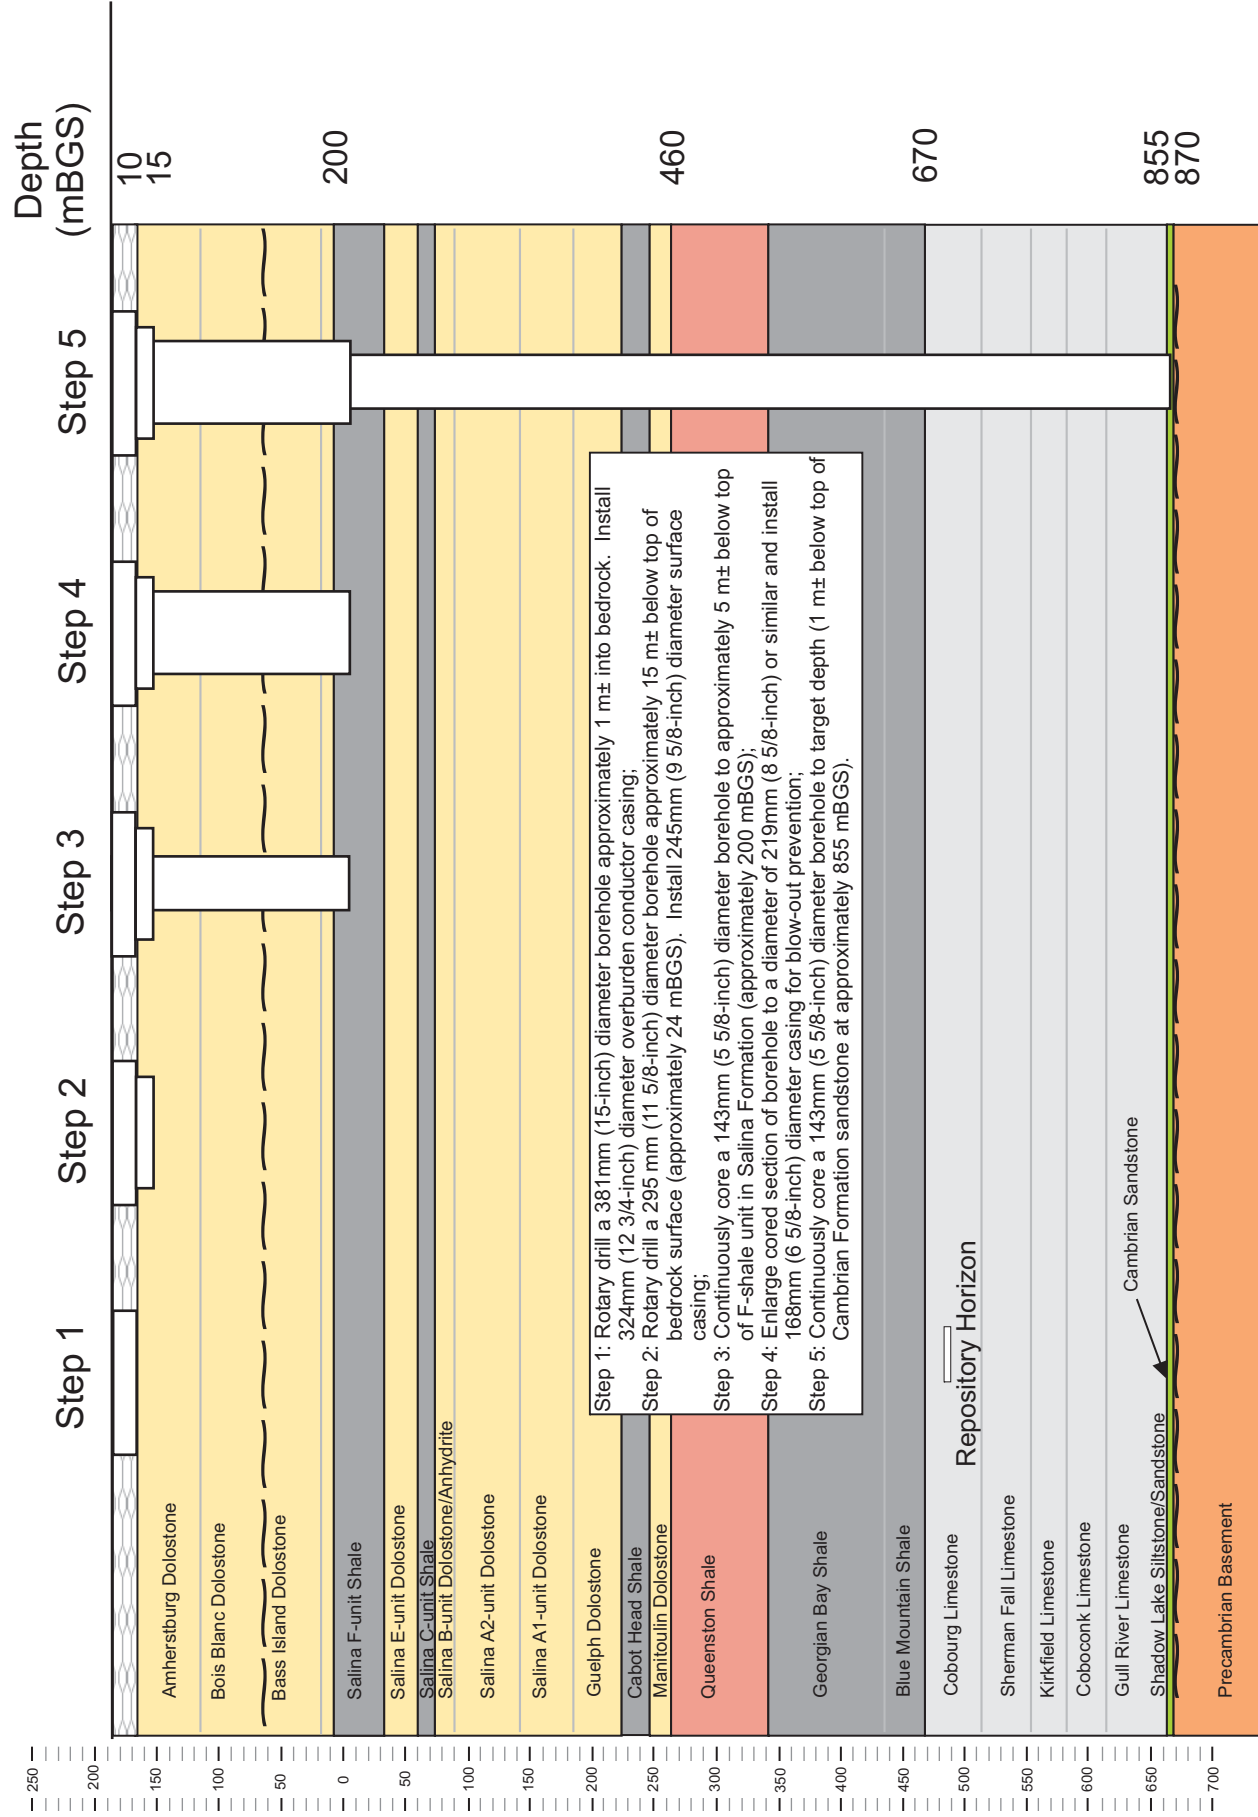 Depth
(mBGS)
10
15
200
460
670
855
870
Step 1
Step 2
Step 3
Step 4
Step 5
Amherstburg Dolostone
Bois Blanc Dolostone
Bass Island Dolostone
Salina F-unit Shale
Salina E-unit Dolostone
Salina C-unit Shale
Salina B-unit Dolostone/Anhydrite
Salina A2-unit Dolostone
Salina A1-unit Dolostone
Guelph Dolostone
Cabot Head Shale
Manitoulin Dolostone
Queenston Shale
Georgian Bay Shale
Blue Mountain Shale
Cobourg Limestone
Sherman Fall Limestone
Kirkfield Limestone
Coboconk Limestone
Gull River Limestone
Shadow Lake Siltstone/Sandstone
Precambrian Basement
Step 1: Rotary drill a 381mm (15-inch) diameter borehole approximately 1 m± into bedrock. Install
324mm (12 3/4-inch) diameter overburden conductor casing;
Step 2: Rotary drill a 295 mm (11 5/8-inch) diameter borehole approximately 15 m± below top of
bedrock surface (approximately 24 mBGS). Install 245mm (9 5/8-inch) diameter surface
casing;
Step 3: Continuously core a 143mm (5 5/8-inch) diameter borehole to approximately 5 m± below top
of F-shale unit in Salina Formation (approximately 200 mBGS);
Step 4: Enlarge cored section of borehole to a diameter of 219mm (8 5/8-inch) or similar and install
168mm (6 5/8-inch) diameter casing for blow-out prevention;
Step 5: Continuously core a 143mm (5 5/8-inch) diameter borehole to target depth (1 m± below top of
Cambrian Formation sandstone at approximately 855 mBGS).
Repository Horizon
Cambrian Sandstone
250
200
150
100
50
0
50
100
150
200
250
300
350
400
450
500
550
600
650
700